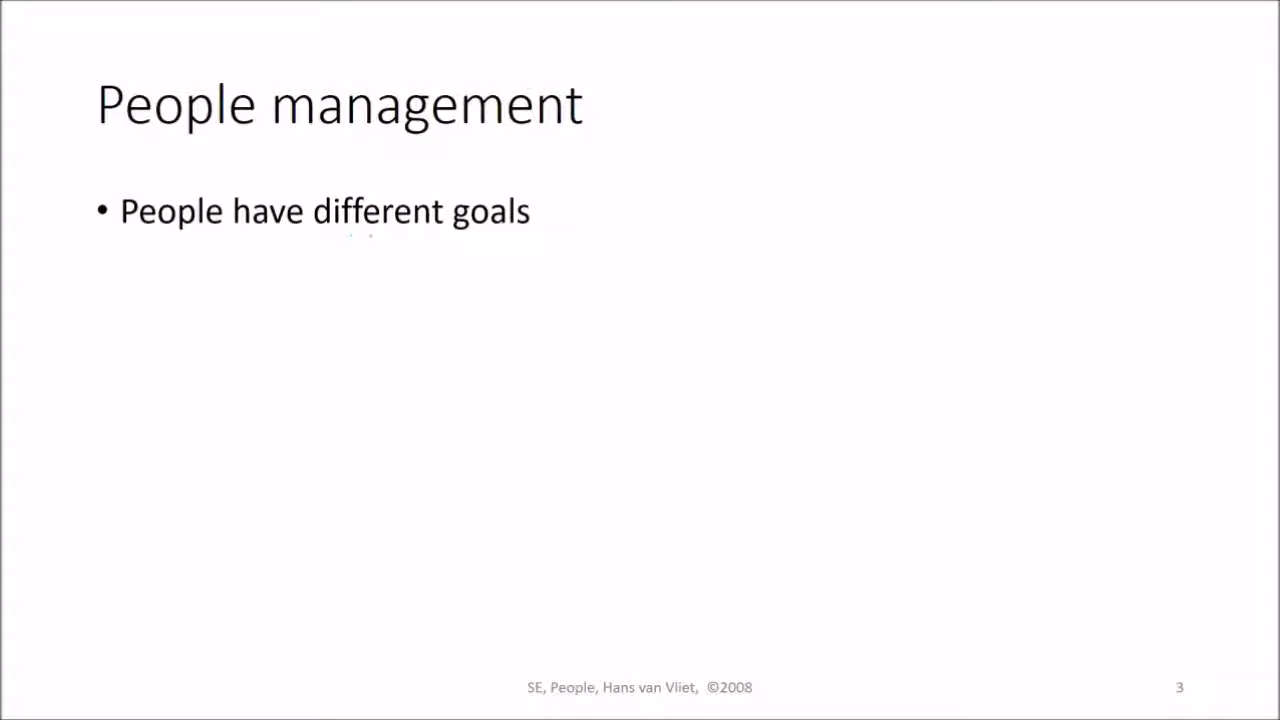 People management
• People have different goals
SE, People, Hans van Vliet, ©2008
3